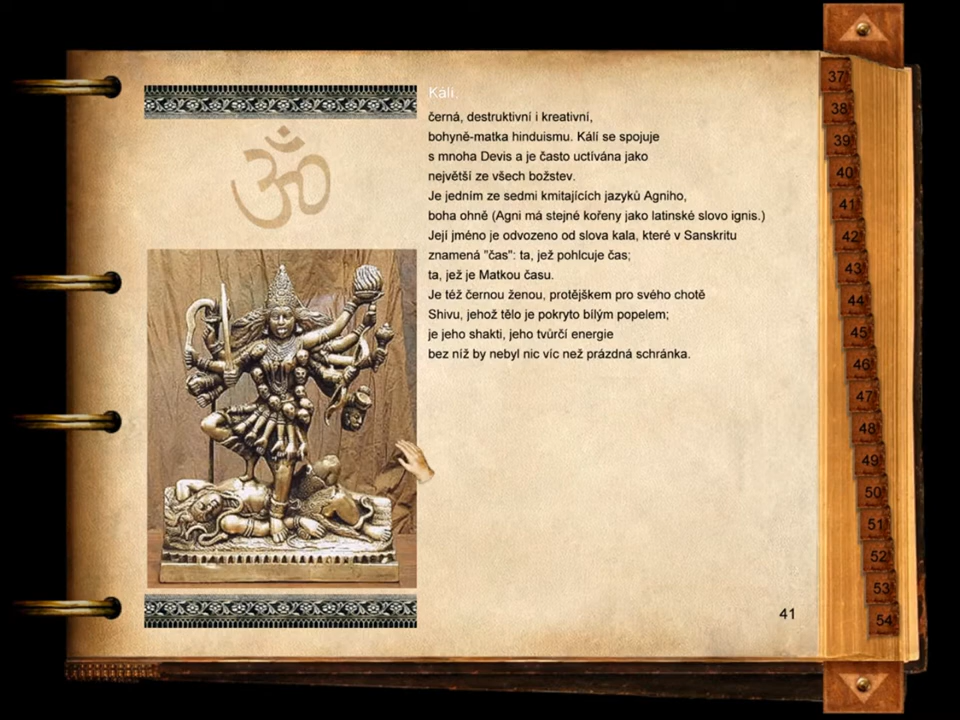 Kálí.
černá, destruktivní i kreativní,
bohyně-matka hinduismu. Kálí se spojuje
s mnoha Devis a je často uctívána jako
největší ze všech božstev.
Je jedním ze sedmi kmitajících jazyků Agniho,
boha ohně (Agni má stejné kořeny jako latinské slovo ignis.)
Její jméno je odvozeno od slova kala, které v Sanskritu
znamená "čas": ta, jež pohlcuje čas;
ta, jež je Matkou času.
Je též černou ženou, protějškem pro svého chotě
Shivu, jehož tělo je pokryto bílým popelem;
je jeho shakti, jeho tvůrčí energie
bez níž by nebyl nic víc než prázdná schránka.
ॐ
41
37
38
39
40
41
42
43
44
45
46
47
48
49
50
51
52
53
54